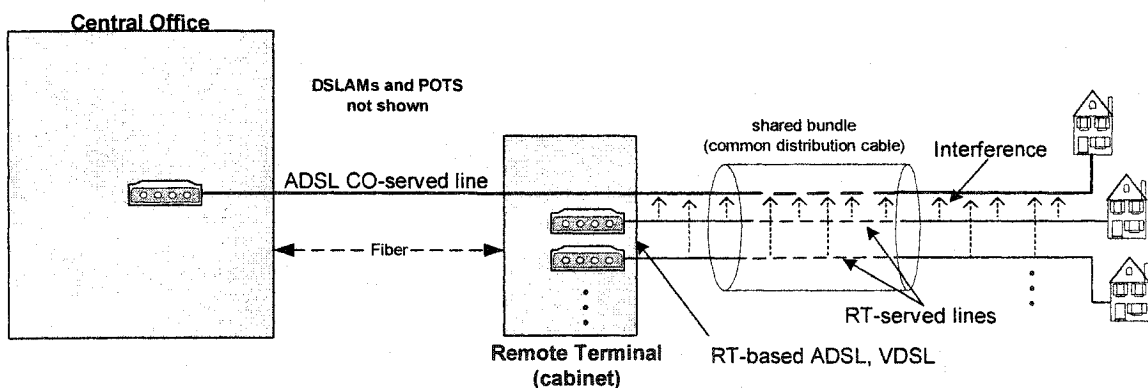 Central Office
DSLAMs and POTS
not shown
shared bundle
(common distribution cable)
Interference
ADSL CO-served line
Fiber
RT-served lines
Remote Terminal
(cabinet)
RT-based ADSL, VDSL